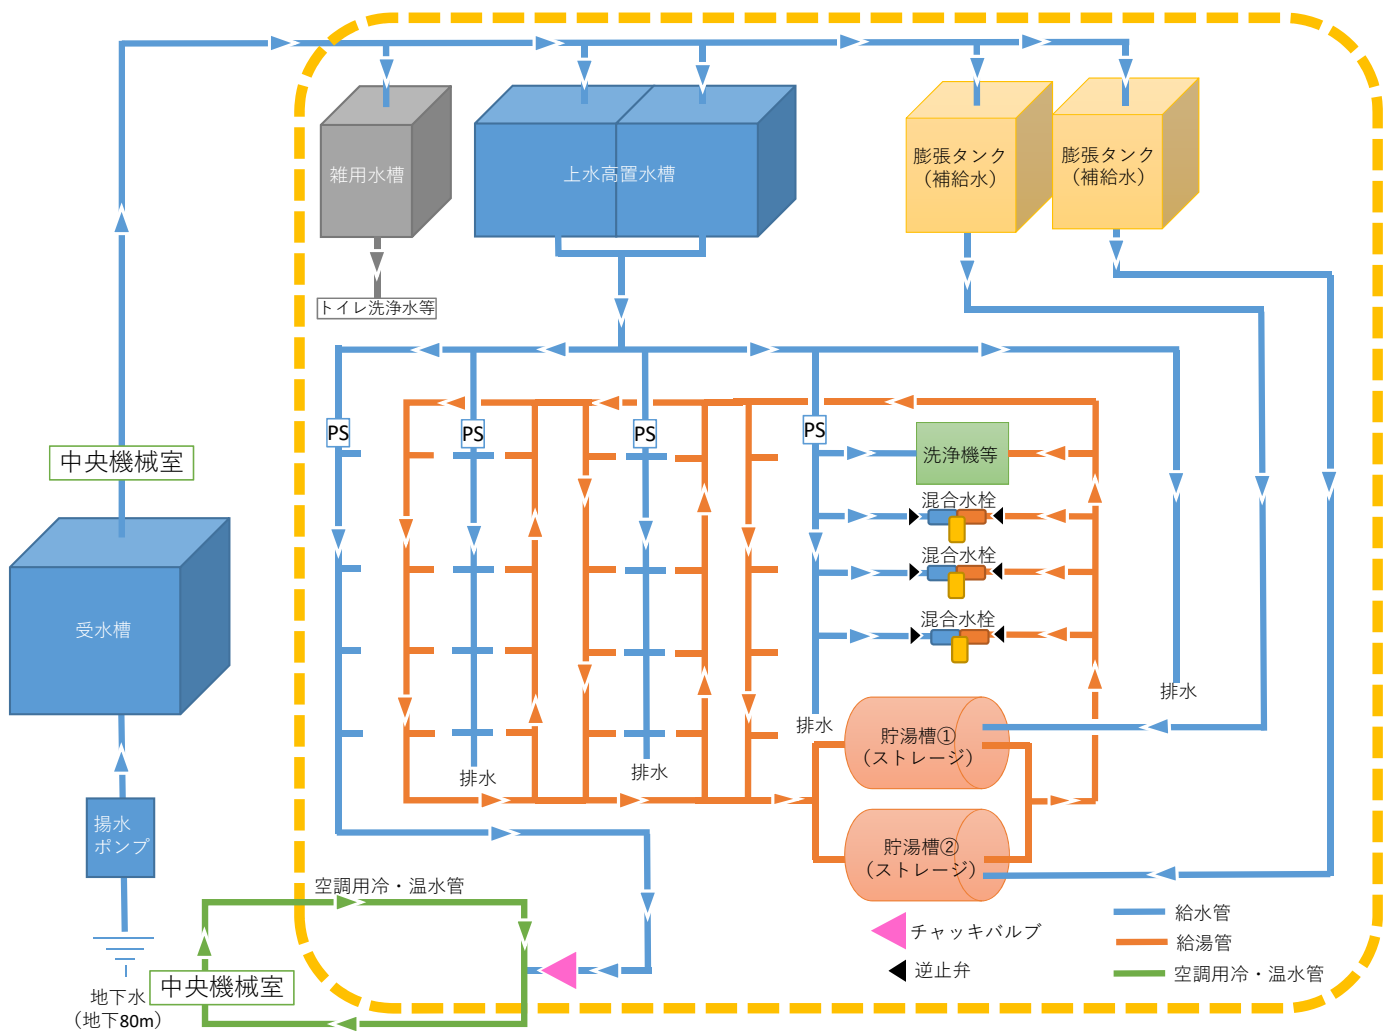 雑用水槽
上水高置水槽
膨張タンク
（補給水）
膨張タンク
（補給水）
トイレ洗浄水等
PS
PS
PS
PS
中央機械室
洗浄機等
混合水栓
混合水栓
混合水栓
受水槽
排水
排水
排水
排水
貯湯槽①
（ストレージ）
貯湯槽②
（ストレージ）
揚水
ポンプ
空調用冷・温水管
中央機械室
地下水
（地下80m）
チャッキバルブ
逆止弁
給水管
給湯管
空調用冷・温水管